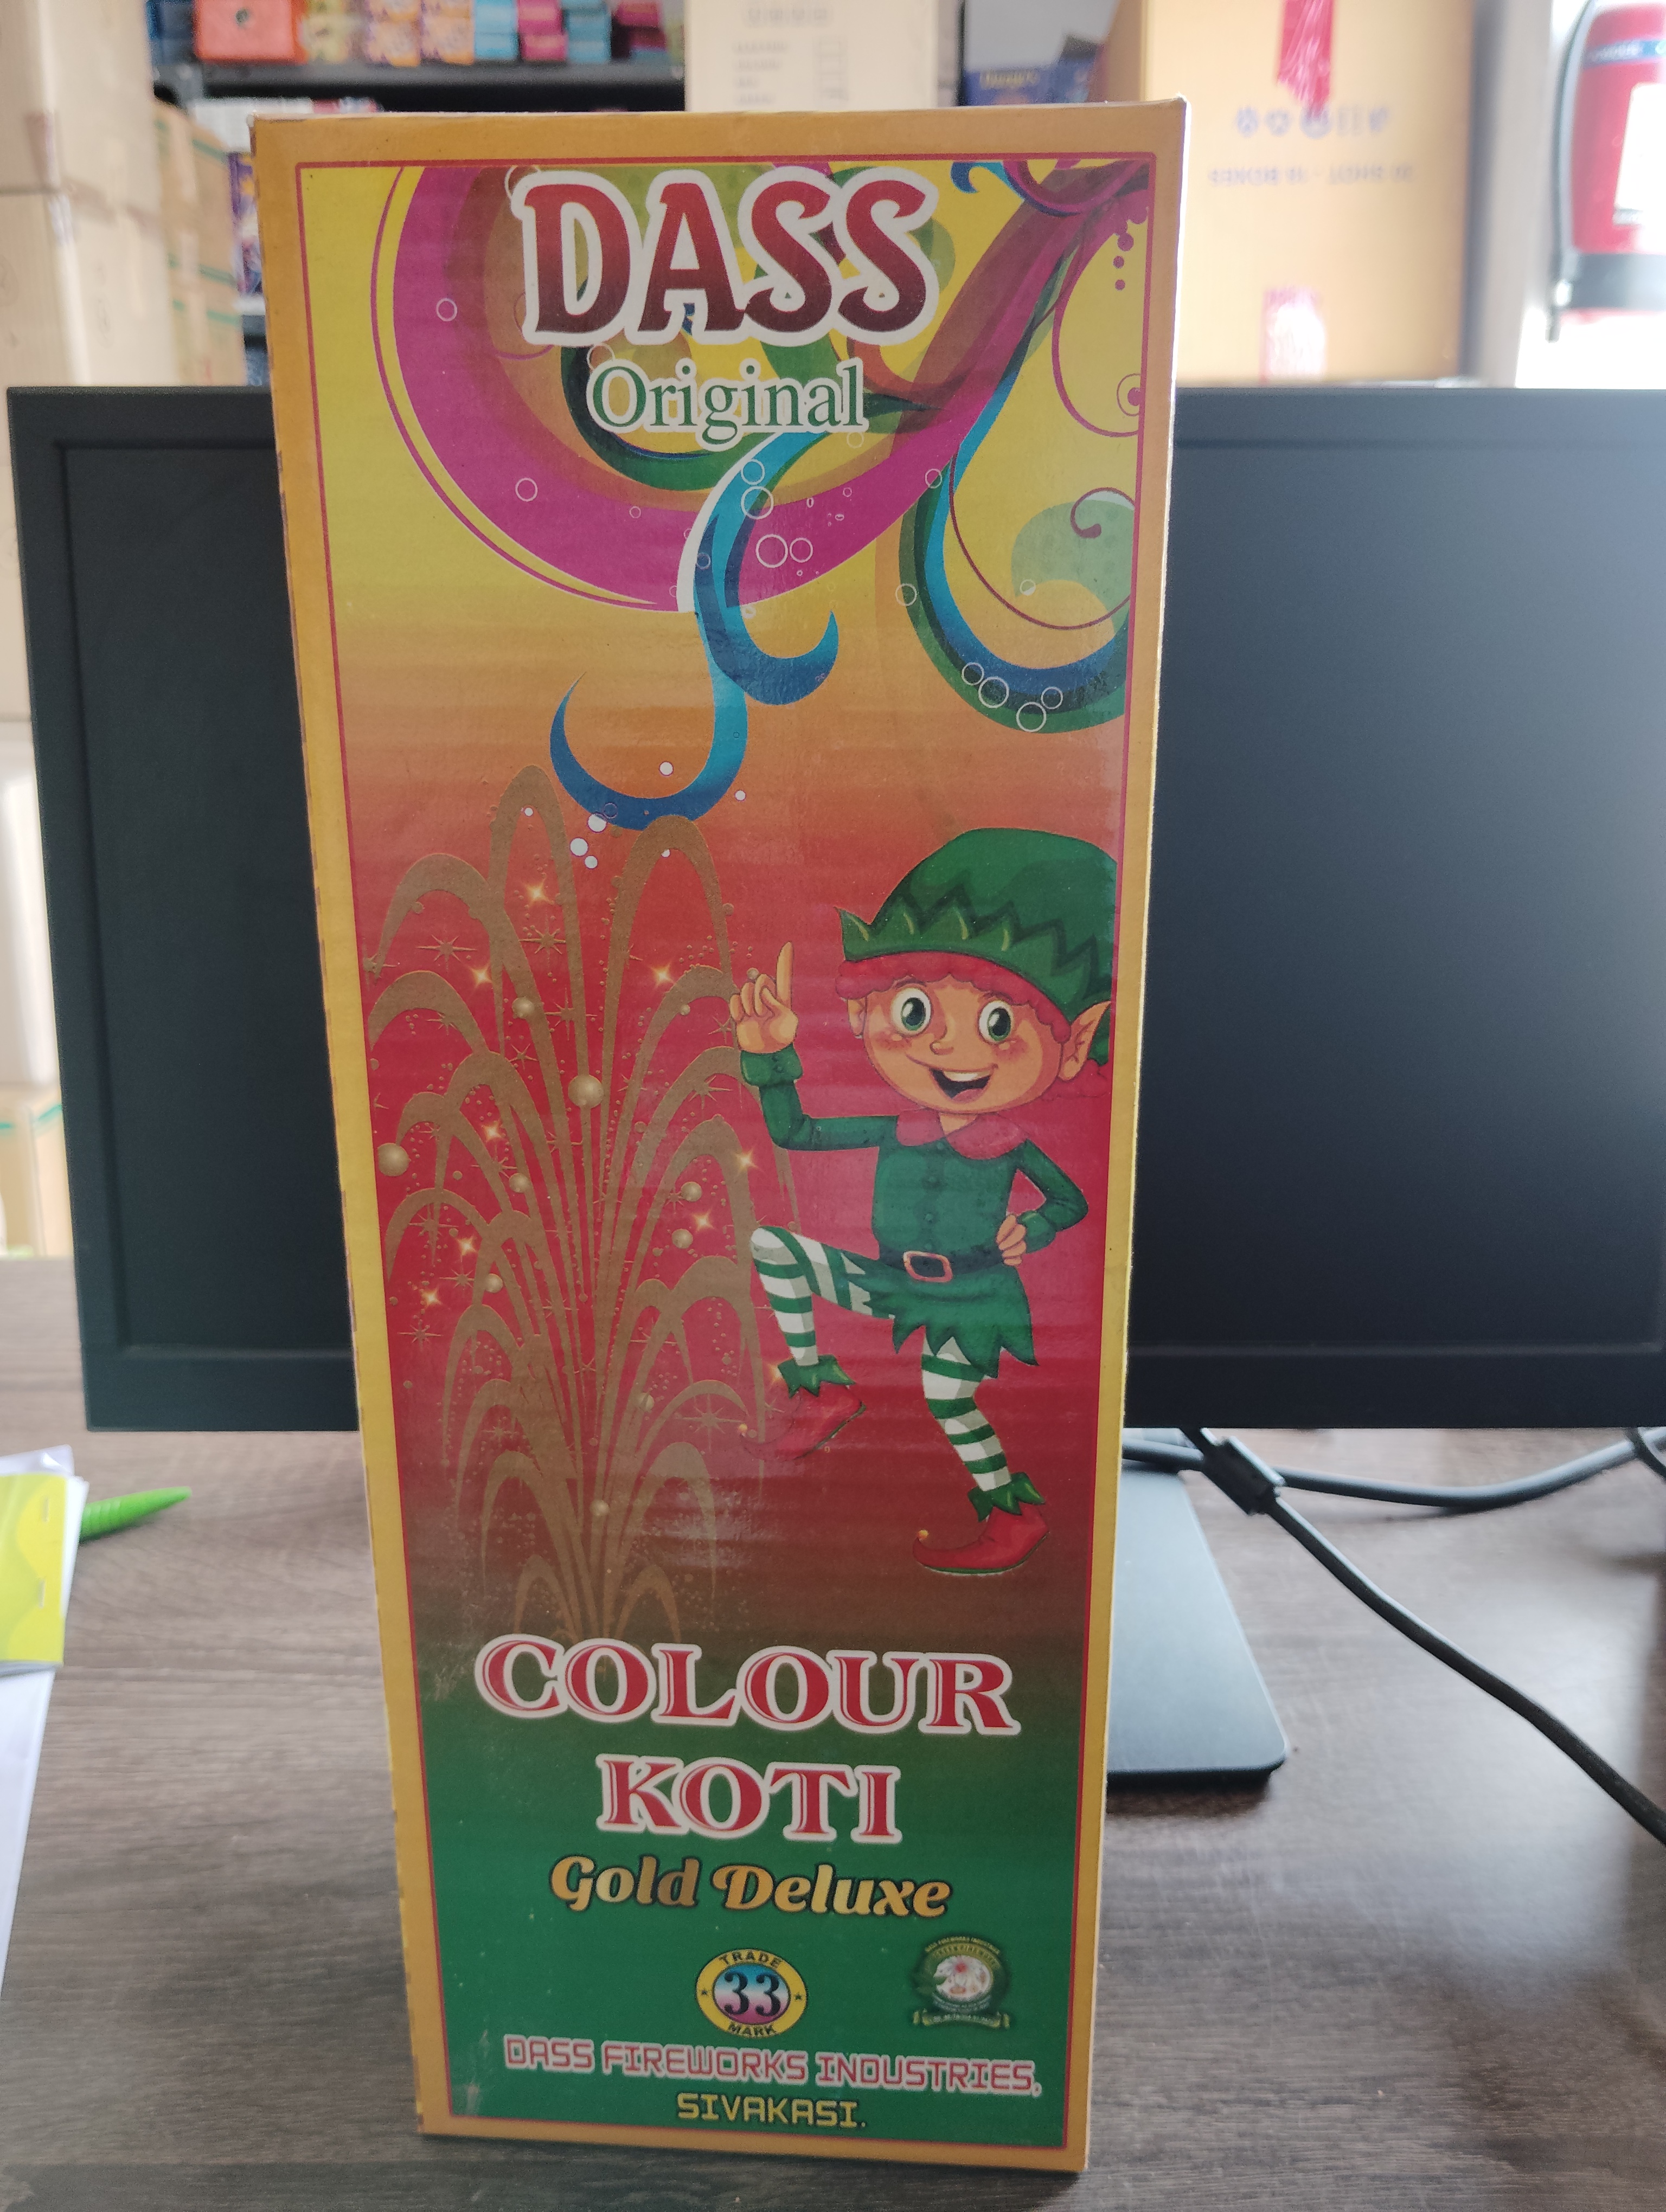 DASS
Original
COLOUR
KOTI
Gold Deluxe
TRADE
33
MARK
DASS FIREWORKS INDUSTRIES,
SIVAKASI.